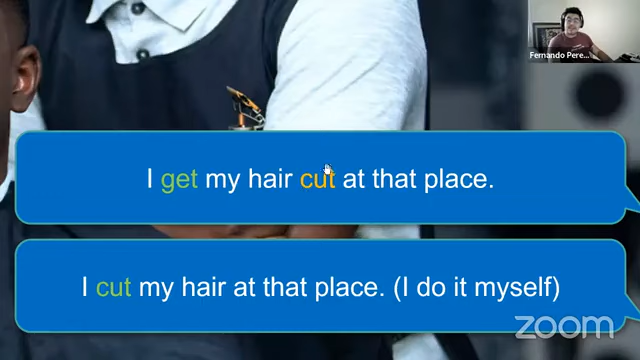 Fernando Pere...
I get my hair cut at that place.
I cut my hair at that place. (I do it myself)
zoom